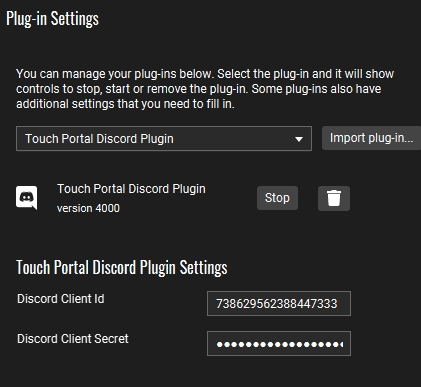 Plug-in Settings
You can manage your plug-ins below. Select the plug-in and it will show
controls to stop, start or remove the plug-in. Some plug-ins also have
additional settings that you need to fill in.
Touch Portal Discord Plugin
Import plug-in...
Touch Portal Discord Plugin
version 4000
Stop
Touch Portal Discord Plugin Settings
Discord Client Id
738629562388447333
Discord Client Secret